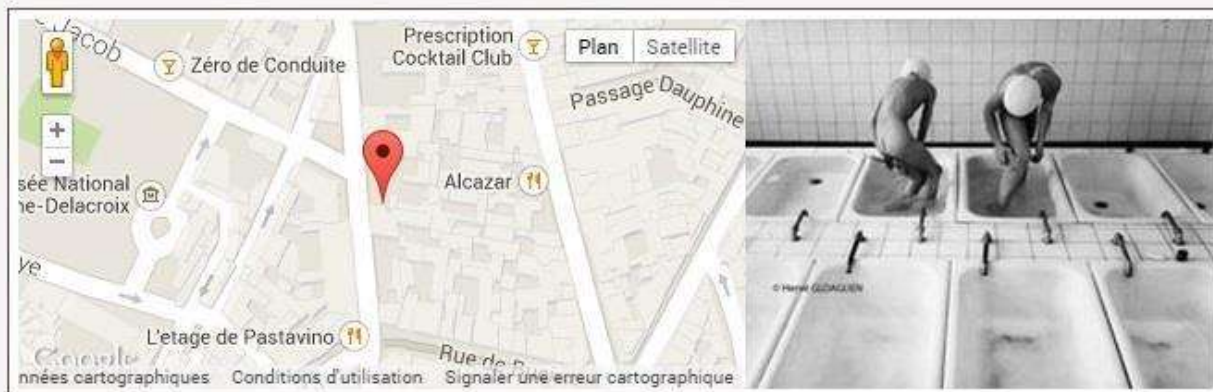 Jacob
Zéro de Conduite
Prescription
Cocktail Club
Plan
Satellite
Passage Dauphine
+
−
sée National
ne-Delacroix
Alcazar
ye
L'etage de Pastavino
Rue de
Google
nnées cartographiques
Conditions d'utilisation
Signaler une erreur cartographique
© Hervé GLOAGUEN